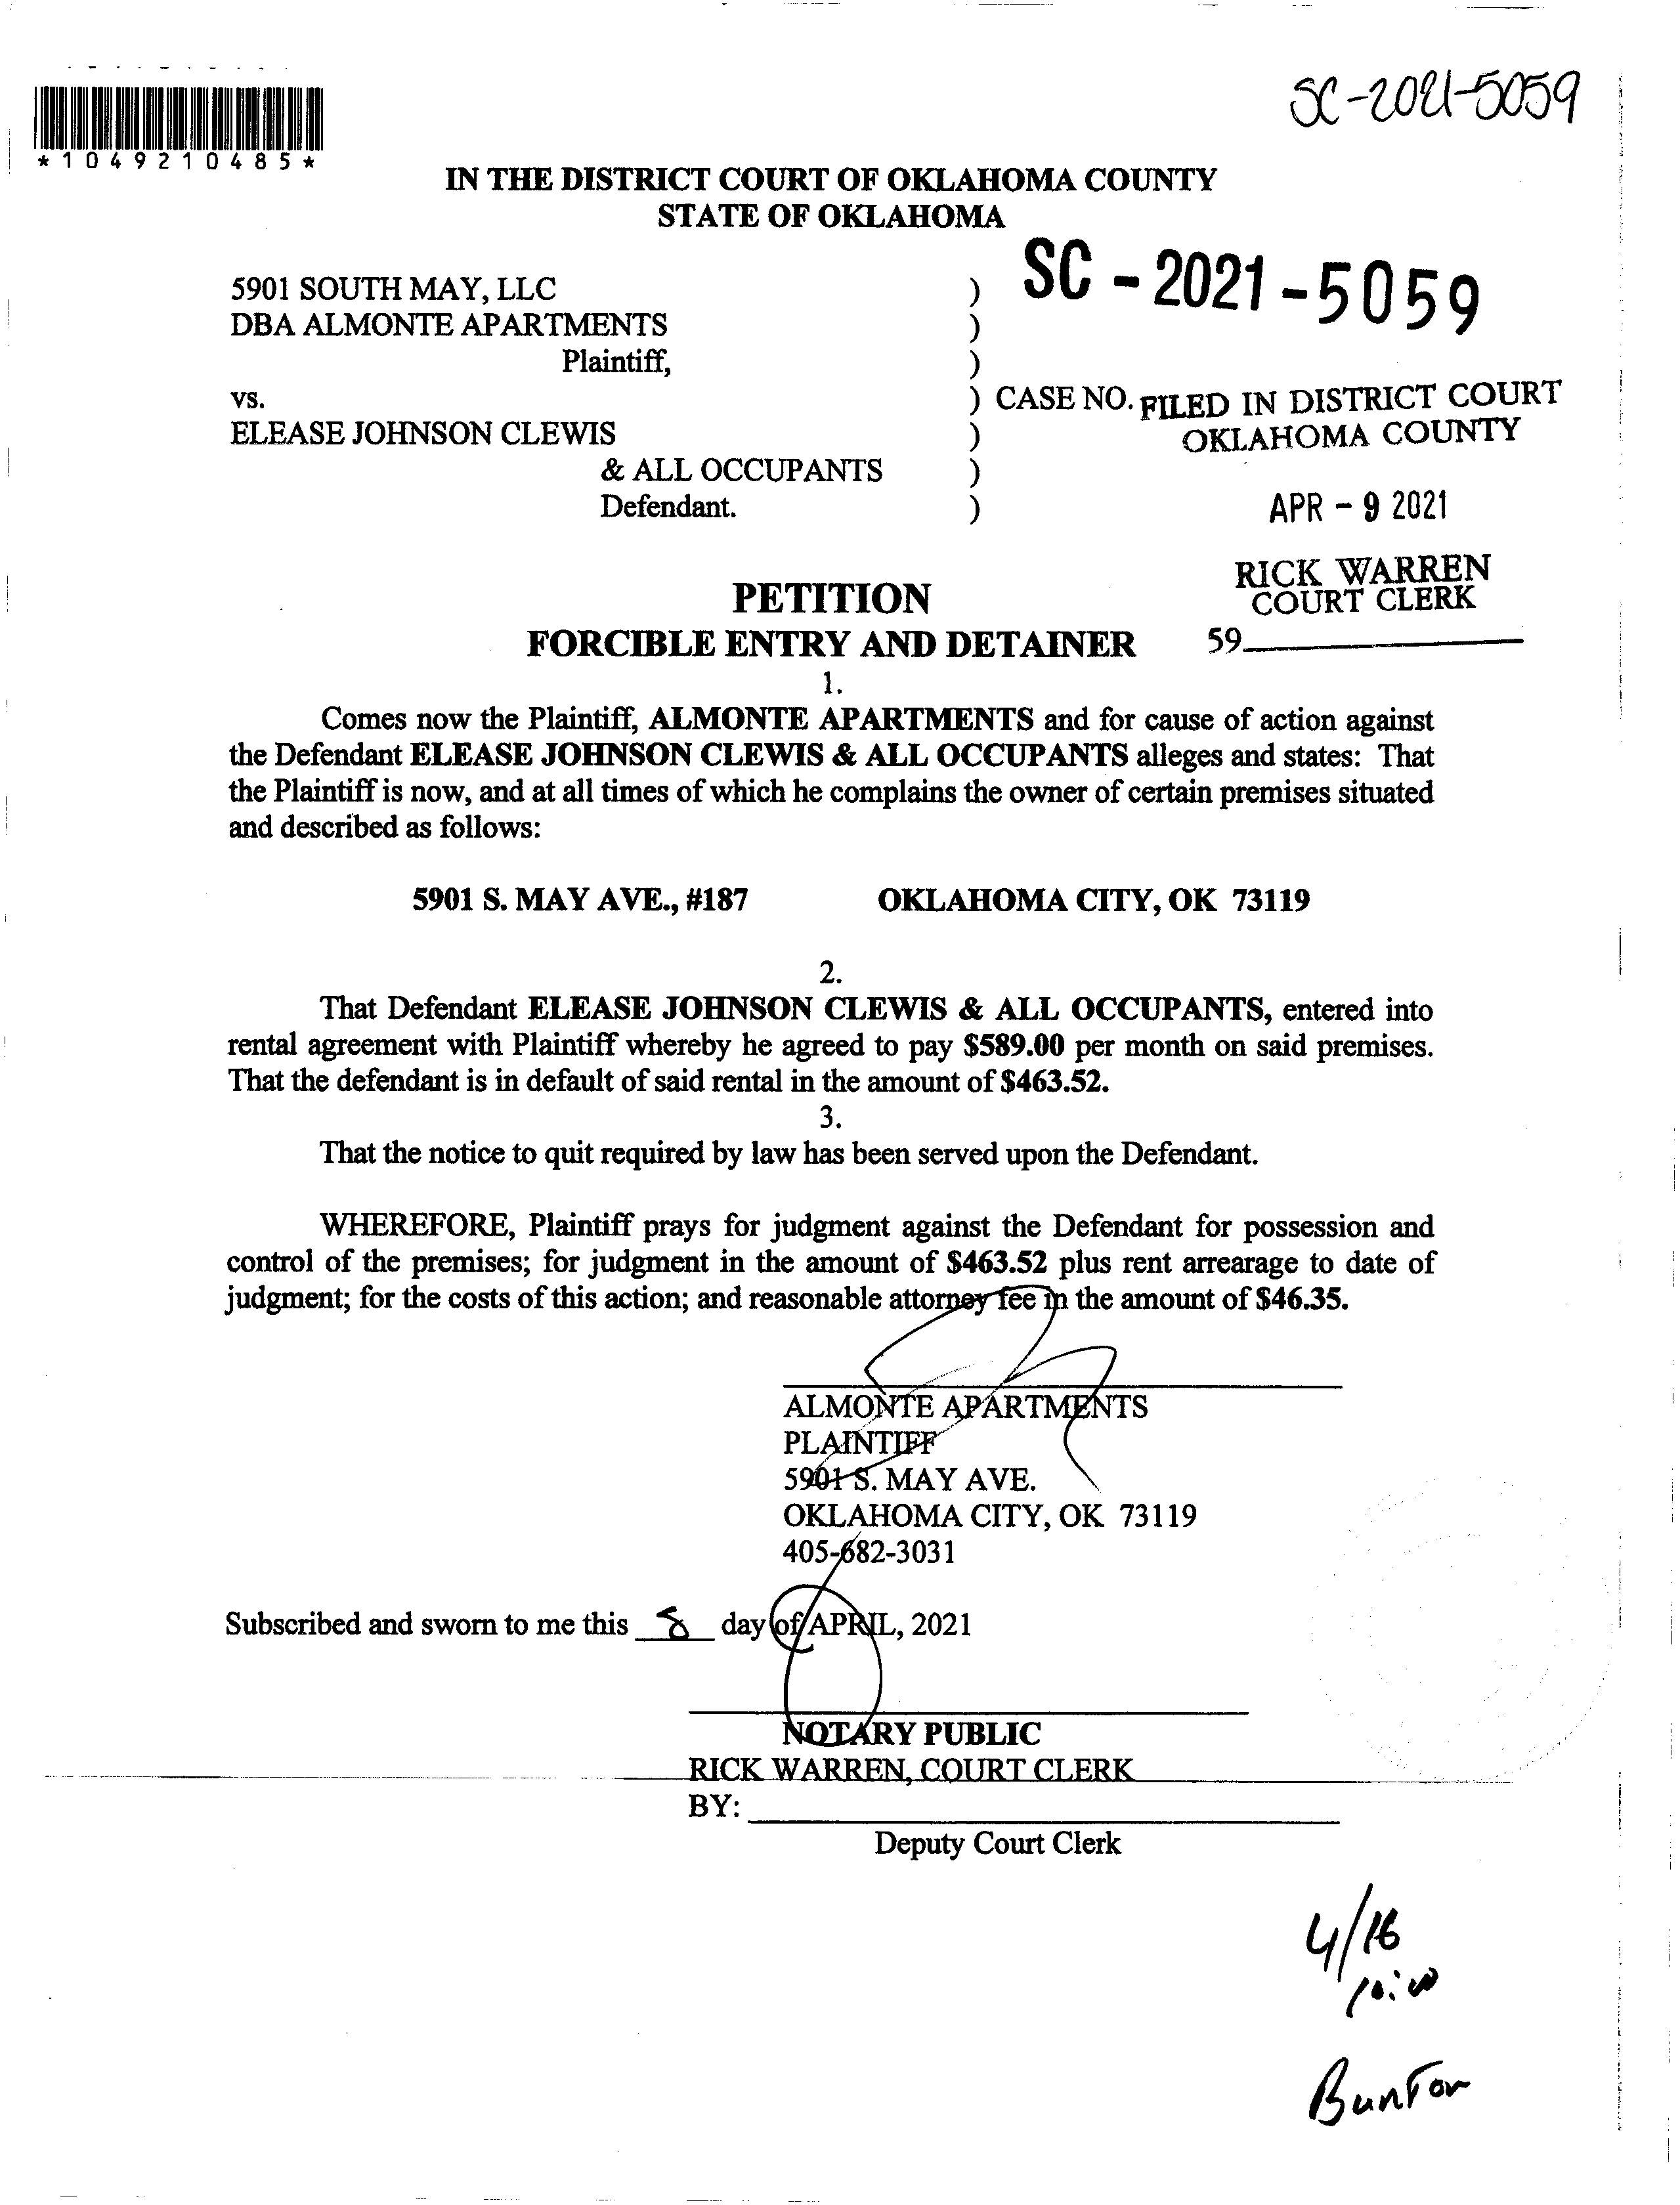 SC-2021-5059
*1049210485*
IN THE DISTRICT COURT OF OKLAHOMA COUNTY
STATE OF OKLAHOMA
5901 SOUTH MAY, LLC ) SC - 2021 - 5059
DBA ALMONTE APARTMENTS )
Plaintiff, )
vs. ) CASE NO. FILED IN DISTRICT COURT
ELEASE JOHNSON CLEWIS ) OKLAHOMA COUNTY
& ALL OCCUPANTS )
Defendant. ) APR - 9 2021
RICK WARREN
PETITION COURT CLERK
FORCIBLE ENTRY AND DETAINER 59
1.
Comes now the Plaintiff, ALMONTE APARTMENTS and for cause of action against
the Defendant ELEASE JOHNSON CLEWIS & ALL OCCUPANTS alleges and states: That
the Plaintiff is now, and at all times of which he complains the owner of certain premises situated
and described as follows:
5901 S. MAY AVE., #187 OKLAHOMA CITY, OK 73119
2.
That Defendant ELEASE JOHNSON CLEWIS & ALL OCCUPANTS, entered into
rental agreement with Plaintiff whereby he agreed to pay $589.00 per month on said premises.
That the defendant is in default of said rental in the amount of $463.52.
3.
That the notice to quit required by law has been served upon the Defendant.
WHEREFORE, Plaintiff prays for judgment against the Defendant for possession and
control of the premises; for judgment in the amount of $463.52 plus rent arrearage to date of
judgment; for the costs of this action; and reasonable attorney fee in the amount of $46.35.
ALMONTE APARTMENTS
PLAINTIFF
5901 S. MAY AVE.
OKLAHOMA CITY, OK 73119
405-682-3031
Subscribed and sworn to me this 8 day of APRIL, 2021
NOTARY PUBLIC
RICK WARREN, COURT CLERK
BY:
Deputy Court Clerk
4/16
10:00
Bunton